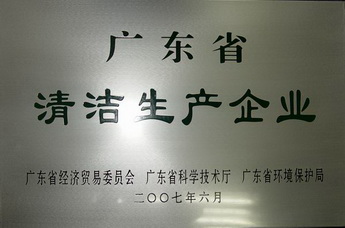 广东省
清洁生产企业
广东省经济贸易委员会 广东省科学技术厅 广东省环境保护局
二〇〇七年六月